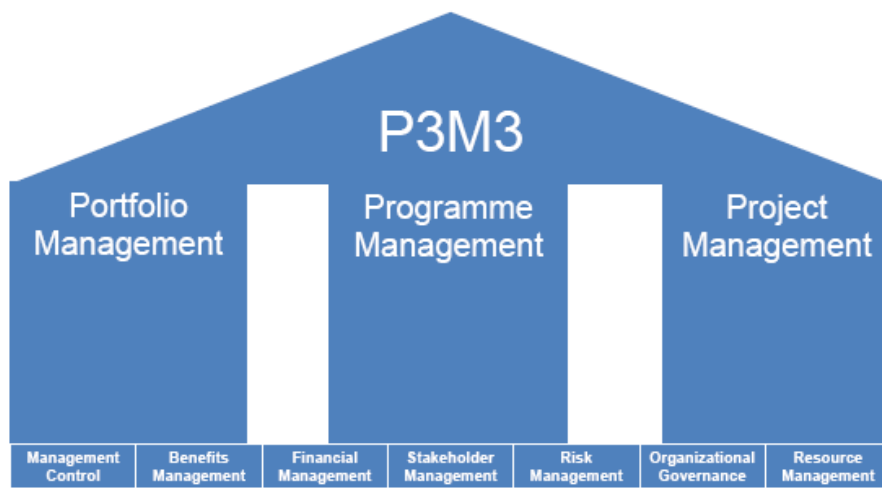 P3M3
Portfolio
Management
Programme
Management
Project
Management
Management
Control
Benefits
Management
Financial
Management
Stakeholder
Management
Risk
Management
Organizational
Governance
Resource
Management